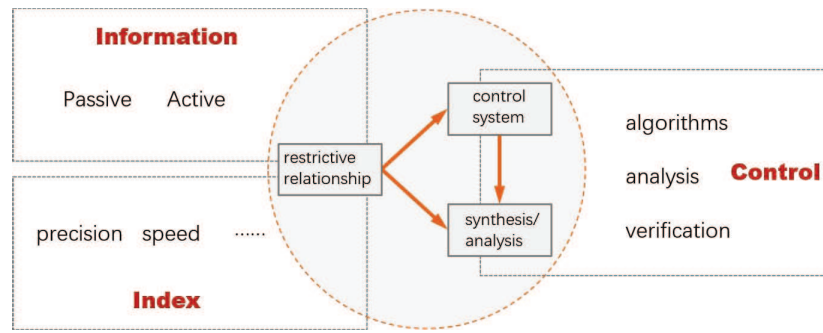 Information
Passive Active
restrictive
relationship
precision speed ······
Index
control
system
synthesis/
analysis
algorithms
analysis
Control
verification